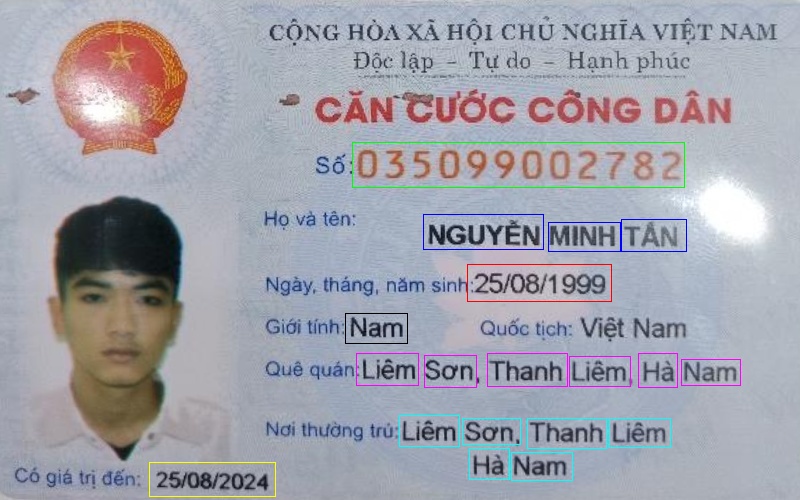 CỘNG HÒA XÃ HỘI CHỦ NGHĨA VIỆT NAM
Độc lập - Tự do - Hạnh phúc
CĂN CƯỚC CÔNG DÂN
Số: 035099002782
Họ và tên: NGUYỄN MINH TÂN
Ngày, tháng, năm sinh: 25/08/1999
Giới tính: Nam Quốc tịch: Việt Nam
Quê quán: Liêm Sơn, Thanh Liêm, Hà Nam
Nơi thường trú: Liêm Sơn, Thanh Liêm
Hà Nam
Có giá trị đến: 25/08/2024